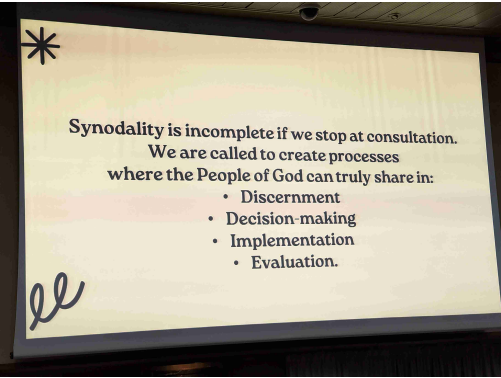 Synodality is incomplete if we stop at consultation.
We are called to create processes
where the People of God can truly share in:
• Discernment
• Decision-making
• Implementation
• Evaluation.